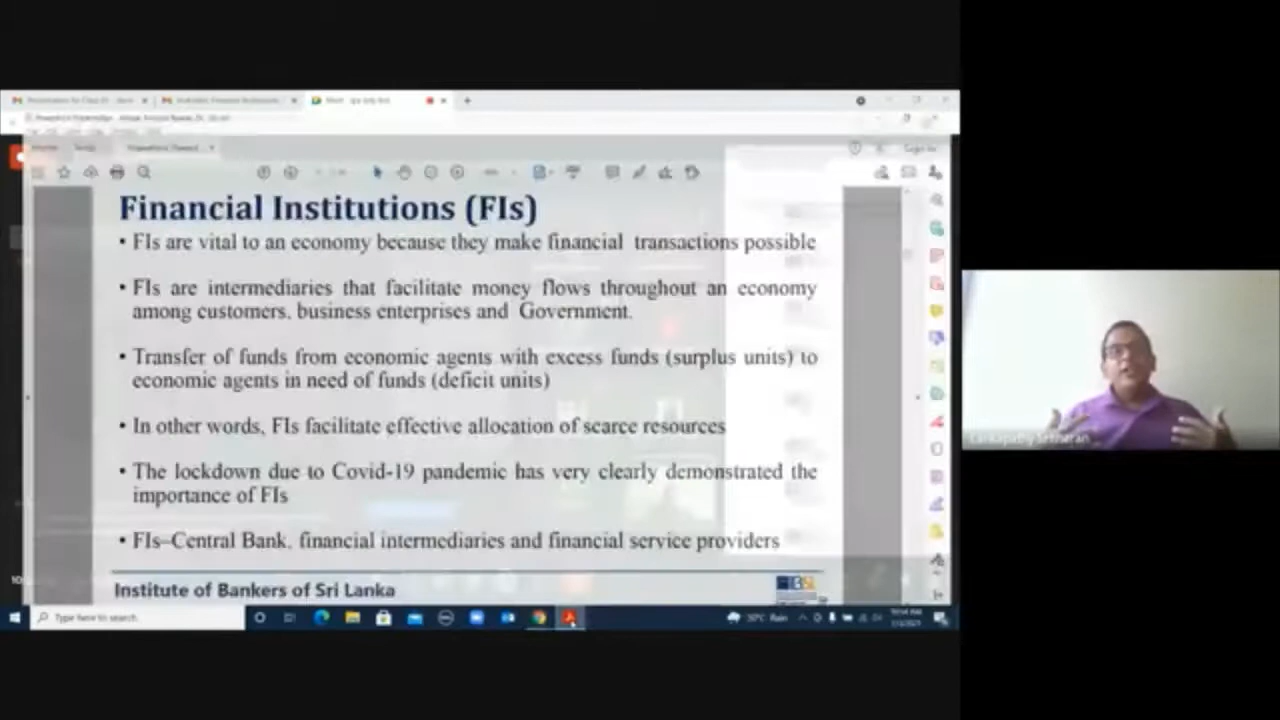 Sign In
Financial Institutions (FIs)
• FIs are vital to an economy because they make financial transactions possible
• FIs are intermediaries that facilitate money flows throughout an economy
among customers, business enterprises and Government.
• Transfer of funds from economic agents with excess funds (surplus units) to
economic agents in need of funds (deficit units)
• In other words, FIs facilitate effective allocation of scarce resources
• The lockdown due to Covid-19 pandemic has very clearly demonstrated the
importance of FIs
• FIs–Central Bank, financial intermediaries and financial service providers
Institute of Bankers of Sri Lanka
Type here to search
30°C Rain